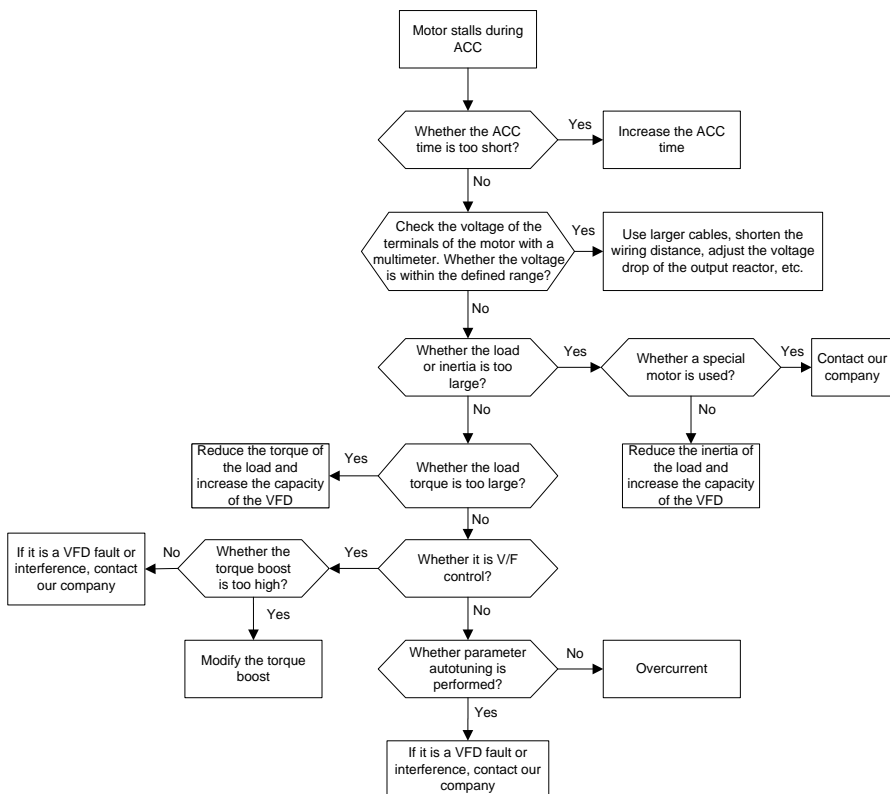 Motor stalls during
ACC
Whether the ACC
time is too short?
Yes
Increase the ACC
time
No
Check the voltage of the
terminals of the motor with a
multimeter. Whether the voltage
is within the defined range?
Yes
Use larger cables, shorten the
wiring distance, adjust the voltage
drop of the output reactor, etc.
No
Whether the load
or inertia is too
large?
Yes
Whether a special
motor is used?
Yes
Contact our
company
No
No
Reduce the torque of
the load and
increase the capacity
of the VFD
Yes
Whether the load
torque is too large?
Reduce the inertia of
the load and
increase the capacity
of the VFD
No
If it is a VFD fault or
interference, contact
our company
No
Whether the
torque boost
is too high?
Yes
Whether it is V/F
control?
Yes
No
Modify the torque
boost
Whether parameter
autotuning is
performed?
No
Overcurrent
Yes
If it is a VFD fault or
interference, contact our
company